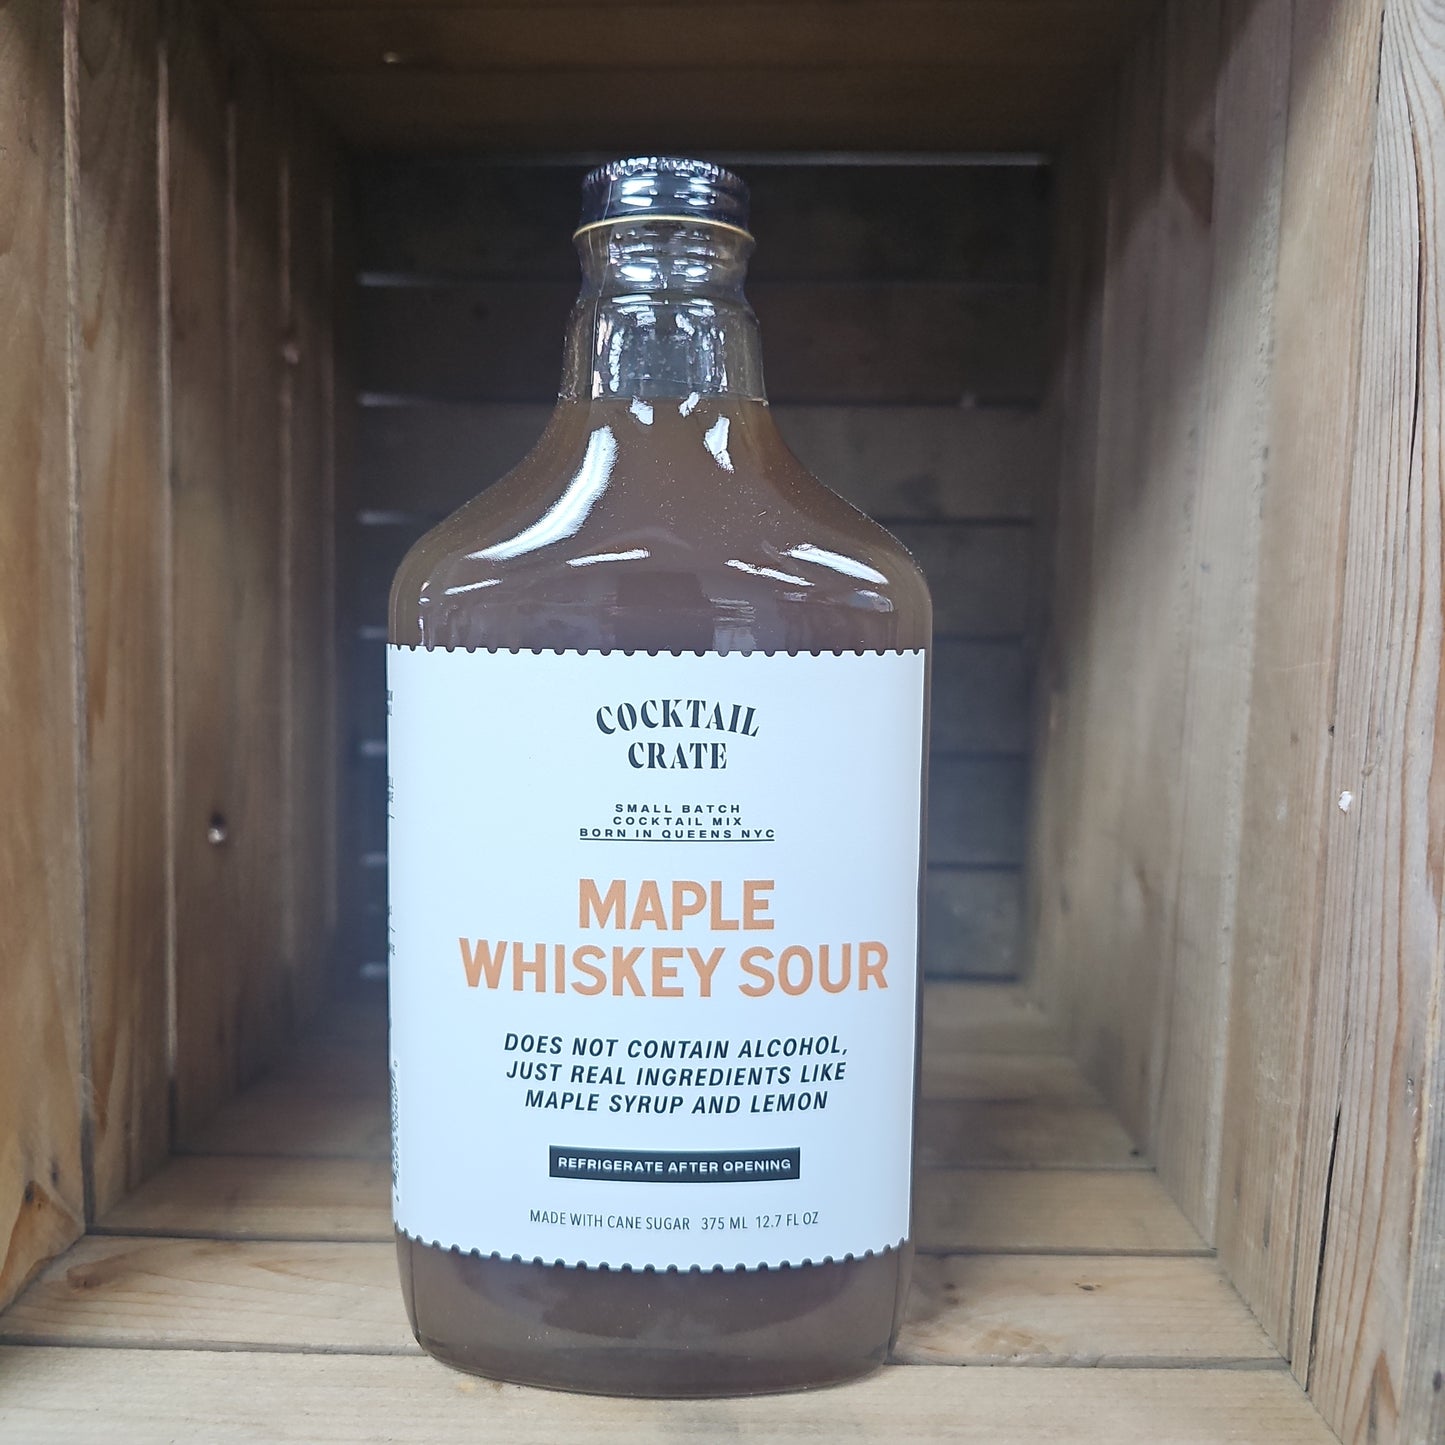 COCKTAIL
CRATE
SMALL BATCH
COCKTAIL MIX
BORN IN QUEENS NYC
MAPLE
WHISKEY SOUR
DOES NOT CONTAIN ALCOHOL,
JUST REAL INGREDIENTS LIKE
MAPLE SYRUP AND LEMON
REFRIGERATE AFTER OPENING
MADE WITH CANE SUGAR 375 ML 12.7 FL OZ